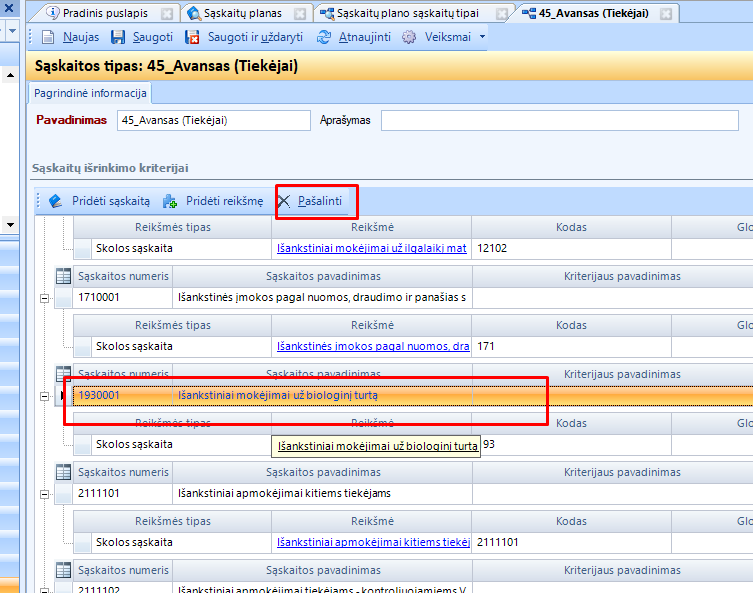 Pradinis puslapis Sąskaitų planas Sąskaitų plano sąskaitų tipai 45_Avansas (Tiekėjai)
Naujas Saugoti Saugoti ir uždaryti Atnaujinti Veiksmai
Sąskaitos tipas: 45_Avansas (Tiekėjai)
Pagrindinė informacija
Pavadinimas 45_Avansas (Tiekėjai) Aprašymas
Sąskaitų išrinkimo kriterijai
Pridėti sąskaitą Pridėti reikšmę Pašalinti
Reikšmės tipas Reikšmė Kodas Glo
Skolos sąskaita Išankstiniai mokėjimai už ilgalaikį mat 12102
Sąskaitos numeris Sąskaitos pavadinimas Kriterijaus pavadinimas
1710001 Išankstinės įmokos pagal nuomos, draudimo ir panašias s
Reikšmės tipas Reikšmė Kodas Glo
Skolos sąskaita Išankstinės įmokos pagal nuomos, dra 171
Sąskaitos numeris Sąskaitos pavadinimas Kriterijaus pavadinimas
1930001 Išankstiniai mokėjimai už biologinį turtą
Reikšmės tipas Reikšmė Kodas Glo
Skolos sąskaita Išankstiniai mokėjimai už biologinį turtą 93
Sąskaitos numeris Sąskaitos pavadinimas Kriterijaus pavadinimas
2111101 Išankstiniai apmokėjimai kitiems tiekėjams
Reikšmės tipas Reikšmė Kodas Glo
Skolos sąskaita Išankstiniai apmokėjimai kitiems tiekėj 2111101
Sąskaitos numeris Sąskaitos pavadinimas Kriterijaus pavadinimas
2111102 Išankstiniai apmokėjimai tiekėjams - kontroliuojamiems V